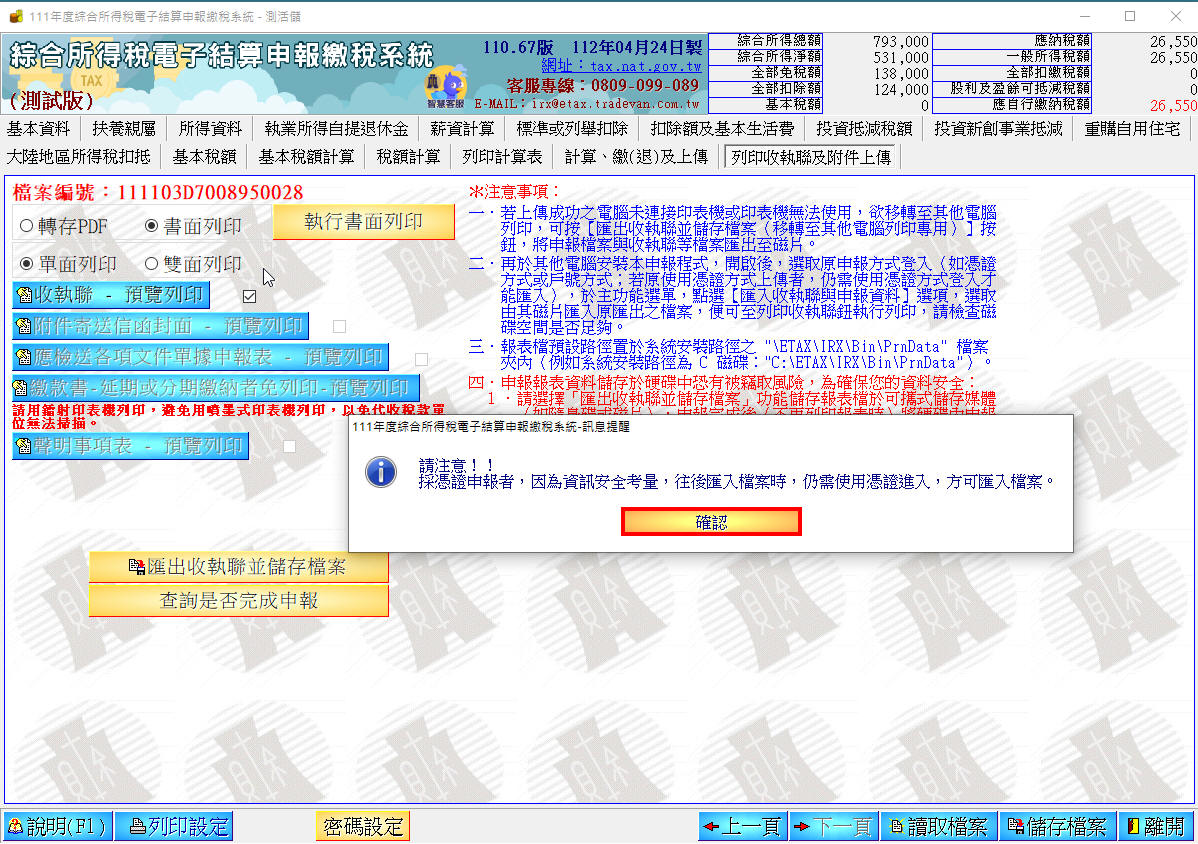 111年度綜合所得稅電子結算申報繳稅系統 - 測活儲
綜合所得稅電子結算申報繳稅系統
TAX
(測試版)
智慧客服
110.67版 112年04月24日製
網址：tax.nat.gov.tw
客服專線：0809-099-089
E-MAIL：irx@etax.tradevan.com.tw
綜合所得總額 793,000 應納稅額 26,550
綜合所得淨額 531,000 一般所得稅額 26,550
全部免稅額 138,000 全部扣繳稅額 0
全部扣除額 124,000 股利及盈餘可抵減稅額 0
基本稅額 0 應自行繳納稅額 26,550
基本資料 扶養親屬 所得資料 執業所得自提退休金 薪資計算 標準或列舉扣除 扣除額及基本生活費 投資抵減稅額 投資新創事業抵減 重購自用住宅
大陸地區所得稅扣抵 基本稅額 基本稅額計算 稅額計算 列印計算表 計算、繳(退)及上傳 列印收執聯及附件上傳
檔案編號：111103D7008950028
轉存PDF 書面列印 執行書面列印
單面列印 雙面列印
收執聯 - 預覽列印
附件寄送信函封面 - 預覽列印
應檢送各項文件單據申報表 - 預覽列印
繳款書-延期或分期繳納者免列印-預覽列印
請用鐳射印表機列印，避免用噴墨式印表機列印，以免代收稅款單
位無法掃描。
聲明事項表 - 預覽列印
匯出收執聯並儲存檔案
查詢是否完成申報
※注意事項：
一．若上傳成功之電腦未連接印表機或印表機無法使用，欲移轉至其他電腦
列印，可按［匯出收執聯並儲存檔案（移轉至其他電腦列印專用）］按
鈕，將申報檔案與收執聯等檔案匯出至磁片。
二．再於其他電腦安裝本申報程式，開啟後，選取原申報方式登入（如憑證
方式或戶號方式；若原使用憑證方式上傳者，仍需使用憑證方式登入才
能匯入），於主功能選單，點選［匯入收執聯與申報資料］選項，選取
由其磁片匯入原匯出之檔案，便可至列印收執聯鈕執行列印，請檢查磁
碟空間是否足夠。
三．報表檔預設路徑置於系統安裝路徑之 "\ETAX\IRX\Bin\PrnData" 檔案
夾內（例如系統安裝路徑為 C 磁碟："C:\ETAX\IRX\Bin\PrnData"）。
四．申報報表資料儲存於硬碟中恐有被竊取風險，為確保您的資料安全：
１．請選擇「匯出收執聯並儲存檔案」功能儲存報表檔於可攜式儲存媒體
（如隨身碟或磁片），申報完成後（不再列印報表時）將硬碟內申報
111年度綜合所得稅電子結算申報繳稅系統-訊息提醒
請注意！！
採憑證申報者，因為資訊安全考量，往後匯入檔案時，仍需使用憑證進入，方可匯入檔案。
確認
說明(F1) 列印設定 密碼設定 上一頁 下一頁 讀取檔案 儲存檔案 離開